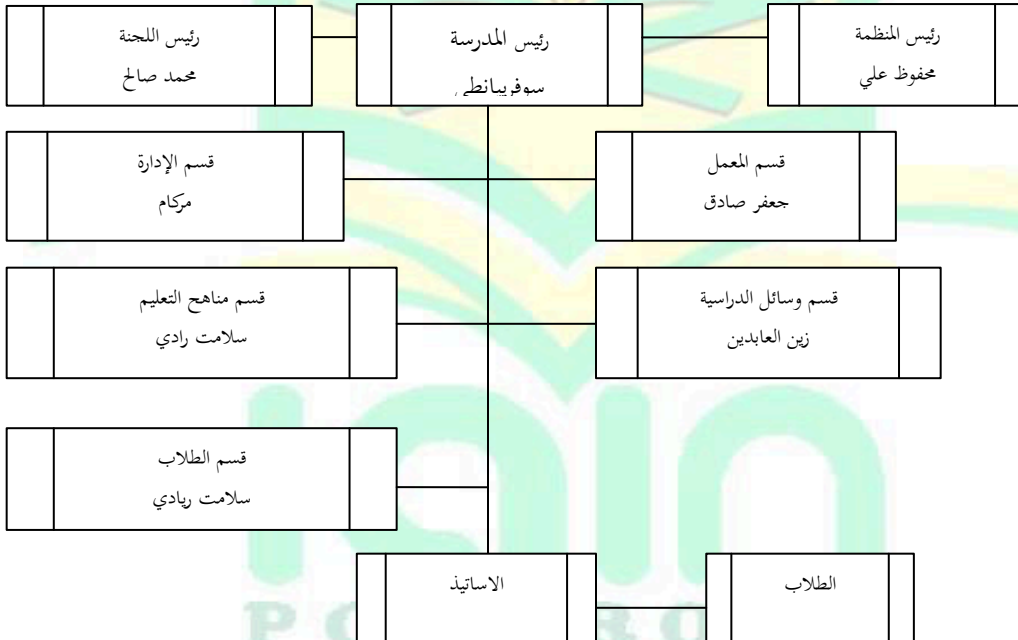 رئيس المنظمة
محفوظ علي
رئيس المدرسة
سوفريبانطي
رئيس اللجنة
محمد صالح
قسم المعمل
جعفر صادق
قسم الإدارة
مركام
قسم وسائل الدراسية
زين العابدين
قسم مناهج التعليم
سلامت رادي
قسم الطلاب
سلامت ريادي
الطلاب
الاساتيذ